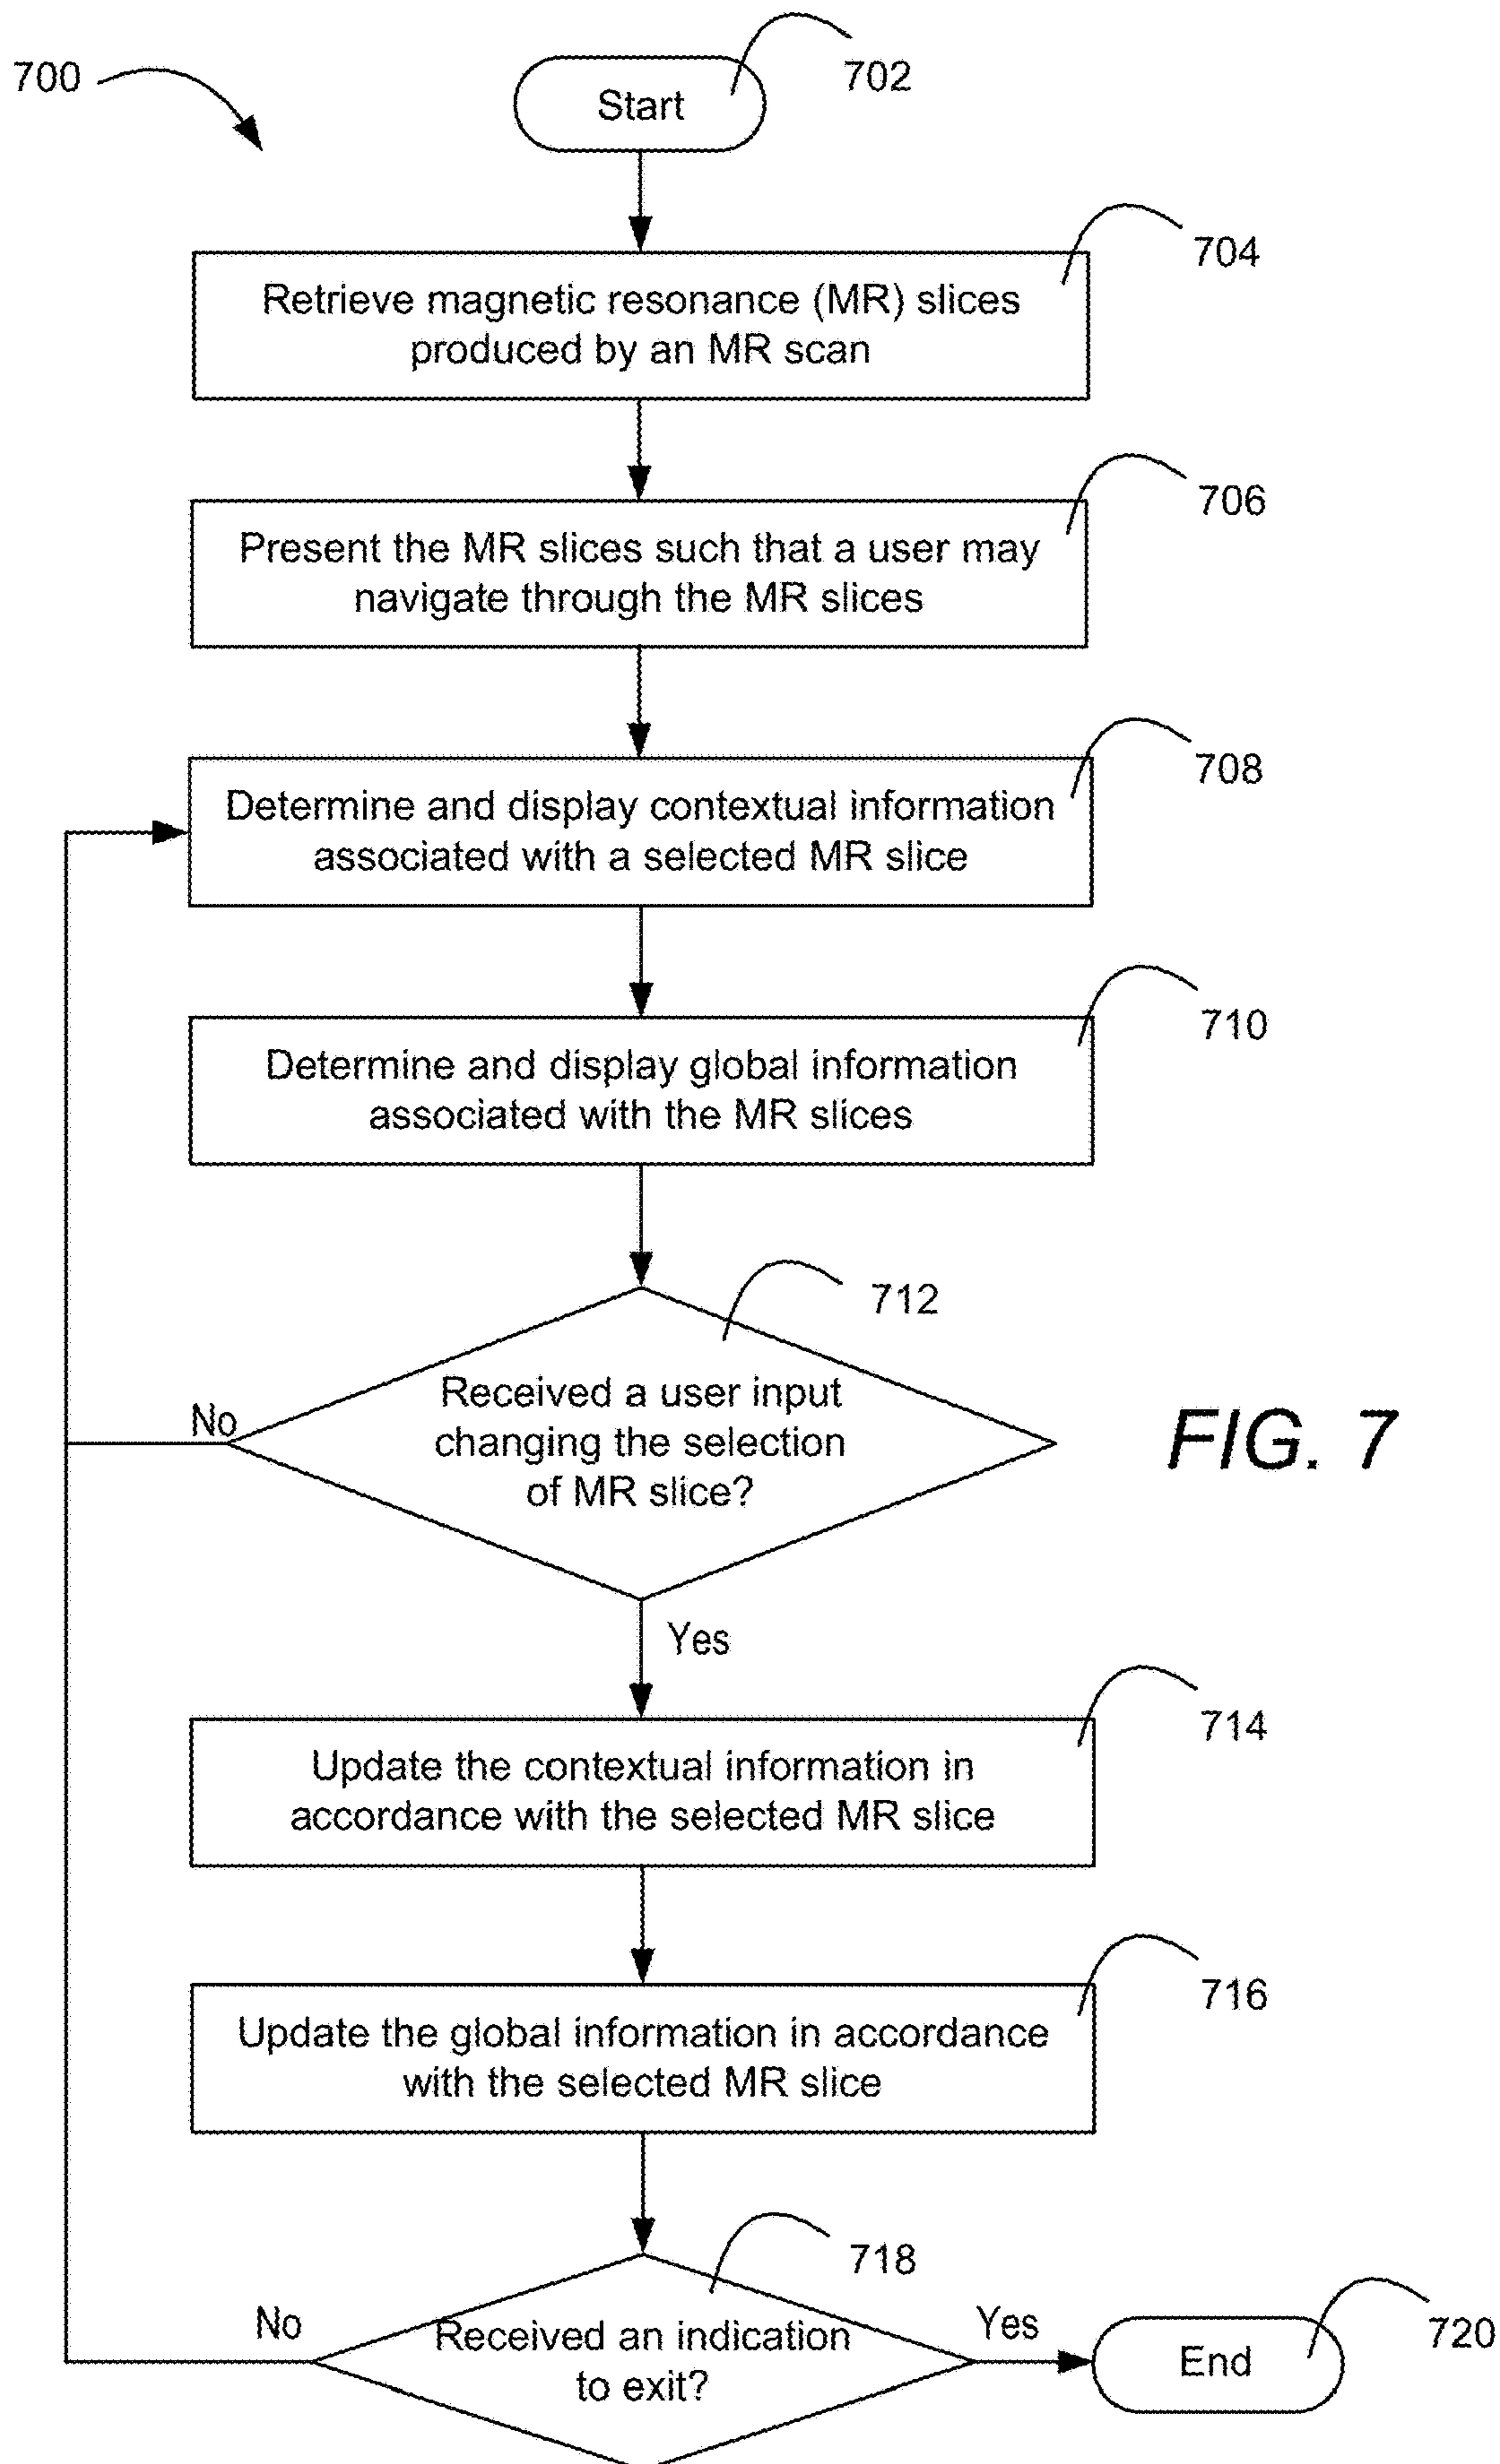 700
Start
702
704
Retrieve magnetic resonance (MR) slices
produced by an MR scan
706
Present the MR slices such that a user may
navigate through the MR slices
708
Determine and display contextual information
associated with a selected MR slice
710
Determine and display global information
associated with the MR slices
712
Received a user input
changing the selection
of MR slice?
No
FIG. 7
Yes
714
Update the contextual information in
accordance with the selected MR slice
716
Update the global information in accordance
with the selected MR slice
718
No
Received an indication
to exit?
Yes
End
720